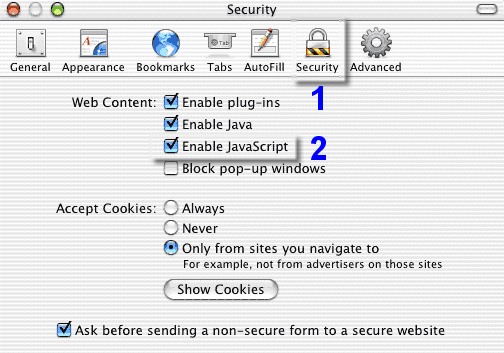 Security
Tab
General Appearance Bookmarks Tabs AutoFill Security Advanced
1
Web Content: Enable plug-ins
Enable Java
Enable JavaScript
2
Block pop-up windows
Accept Cookies: Always
Never
Only from sites you navigate to
For example, not from advertisers on those sites
Show Cookies
Ask before sending a non-secure form to a secure website